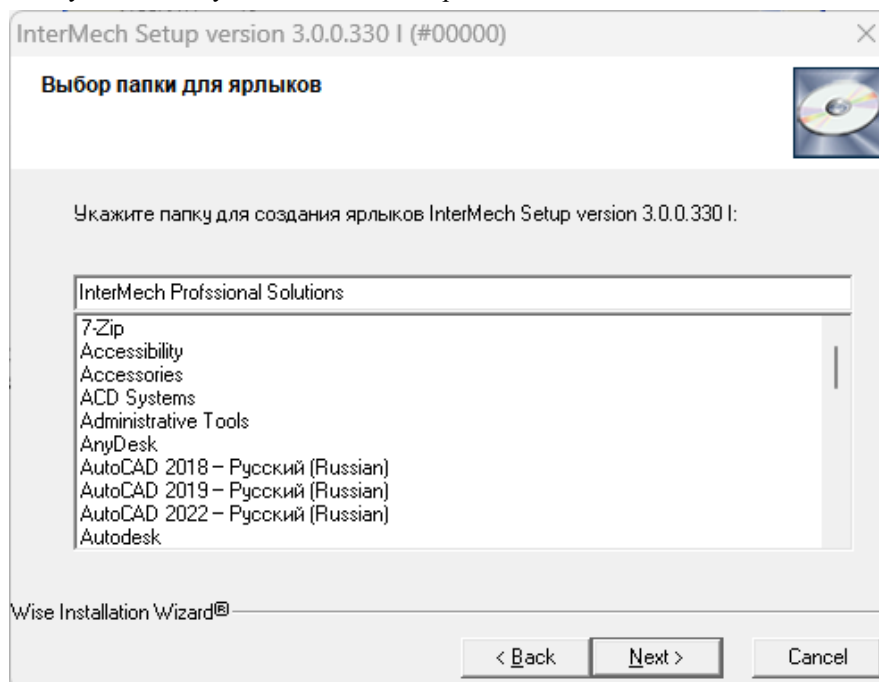 InterMech Setup version 3.0.0.330 I (#00000)
Выбор папки для ярлыков
Укажите папку для создания ярлыков InterMech Setup version 3.0.0.330 I:
InterMech Profssional Solutions
7-Zip
Accessibility
Accessories
ACD Systems
Administrative Tools
AnyDesk
AutoCAD 2018 – Русский (Russian)
AutoCAD 2019 – Русский (Russian)
AutoCAD 2022 – Русский (Russian)
Autodesk
Wise Installation Wizard®
< Back
Next >
Cancel